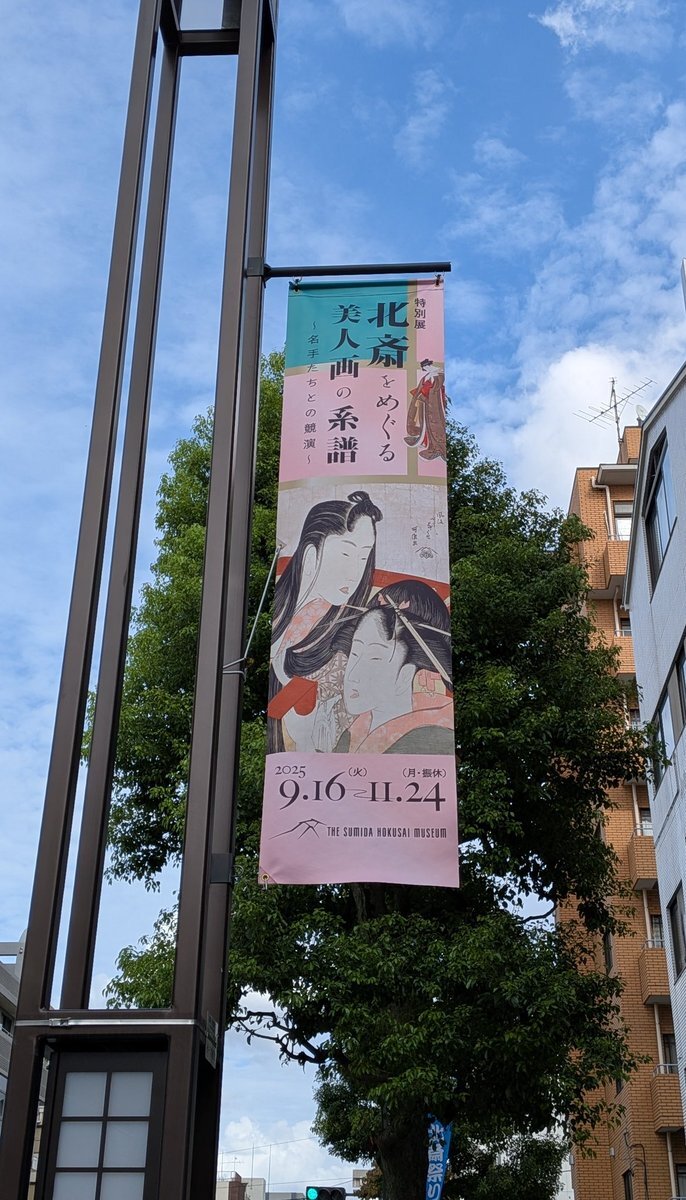 特別展
北斎をめぐる
美人画の系譜
～名手たちとの競演～
2025
9.16(火)～11.24(月・振休)
THE SUMIDA HOKUSAI MUSEUM